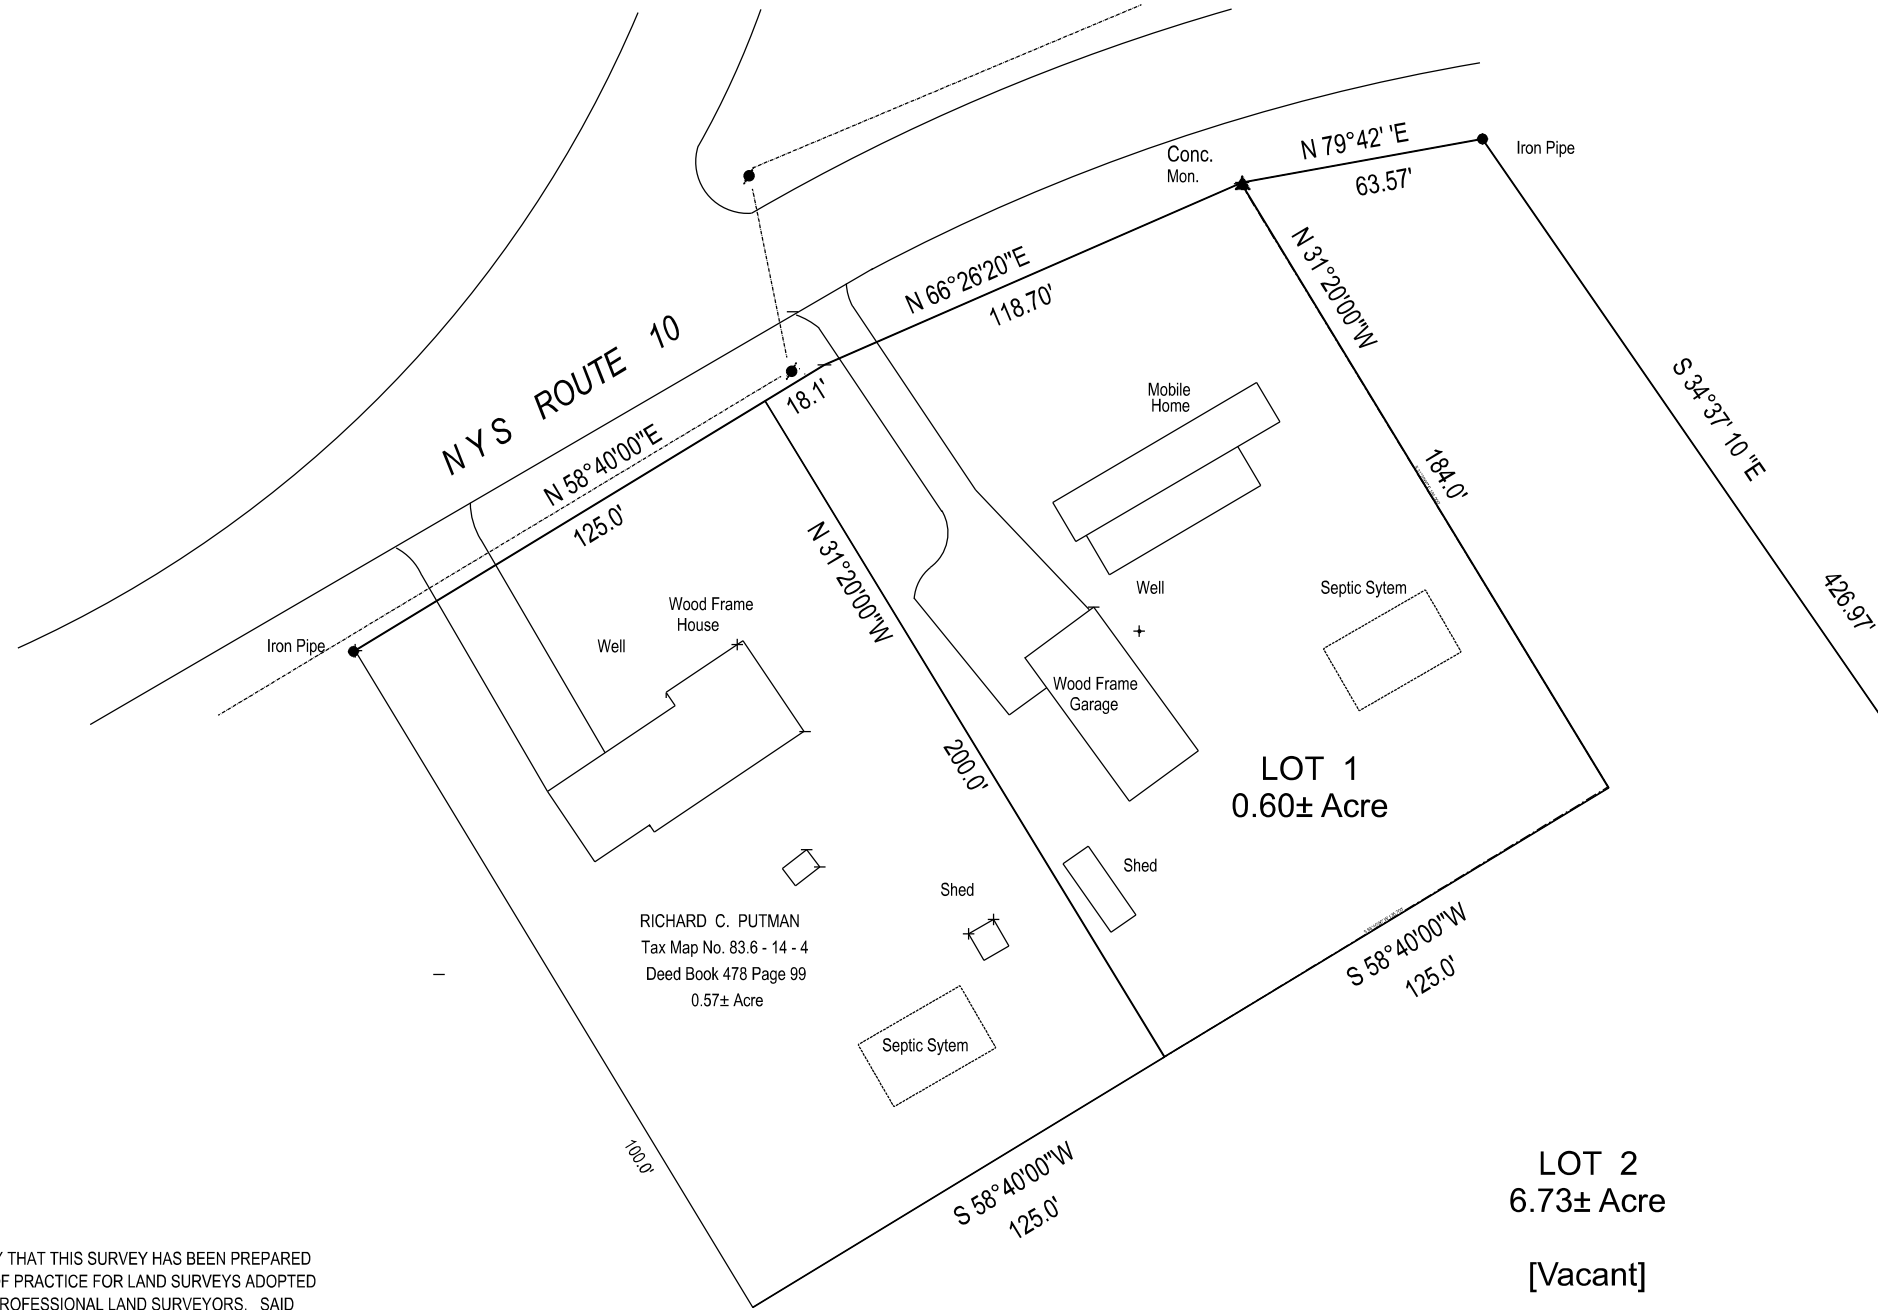 N 79°42' 'E
63.57'
Iron Pipe
Conc.
Mon.
N 66°26'20"E
118.70'
N 31°20'00"W
184.0'
S 34°37' 10 "E
426.97'
NYS ROUTE 10
18.1'
N 58°40'00"E
125.0'
Mobile
Home
N 31°20'00"W
200.0'
Well
Septic Sytem
Wood Frame
House
Well
Iron Pipe
Wood Frame
Garage
LOT 1
0.60± Acre
Shed
Shed
RICHARD C. PUTMAN
Tax Map No. 83.6 - 14 - 4
Deed Book 478 Page 99
0.57± Acre
S 58°40'00"W
125.0'
Septic Sytem
100.0'
S 58°40'00"W
125.0'
LOT 2
6.73± Acre
[Vacant]
THAT THIS SURVEY HAS BEEN PREPARED
OF PRACTICE FOR LAND SURVEYS ADOPTED
ROFESSIONAL LAND SURVEYORS. SAID